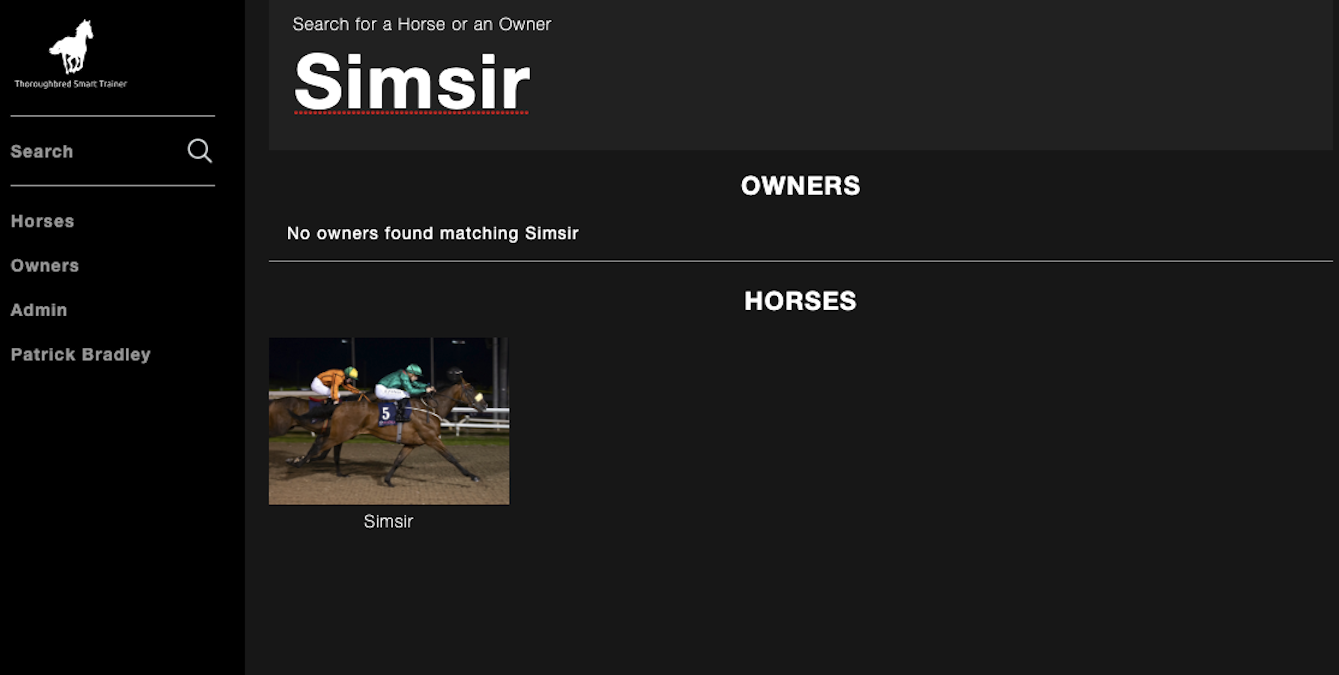 Thoroughbred Smart Trainer
Search
Horses
Owners
Admin
Patrick Bradley
Search for a Horse or an Owner
Simsir
OWNERS
No owners found matching Simsir
HORSES
5
Simsir